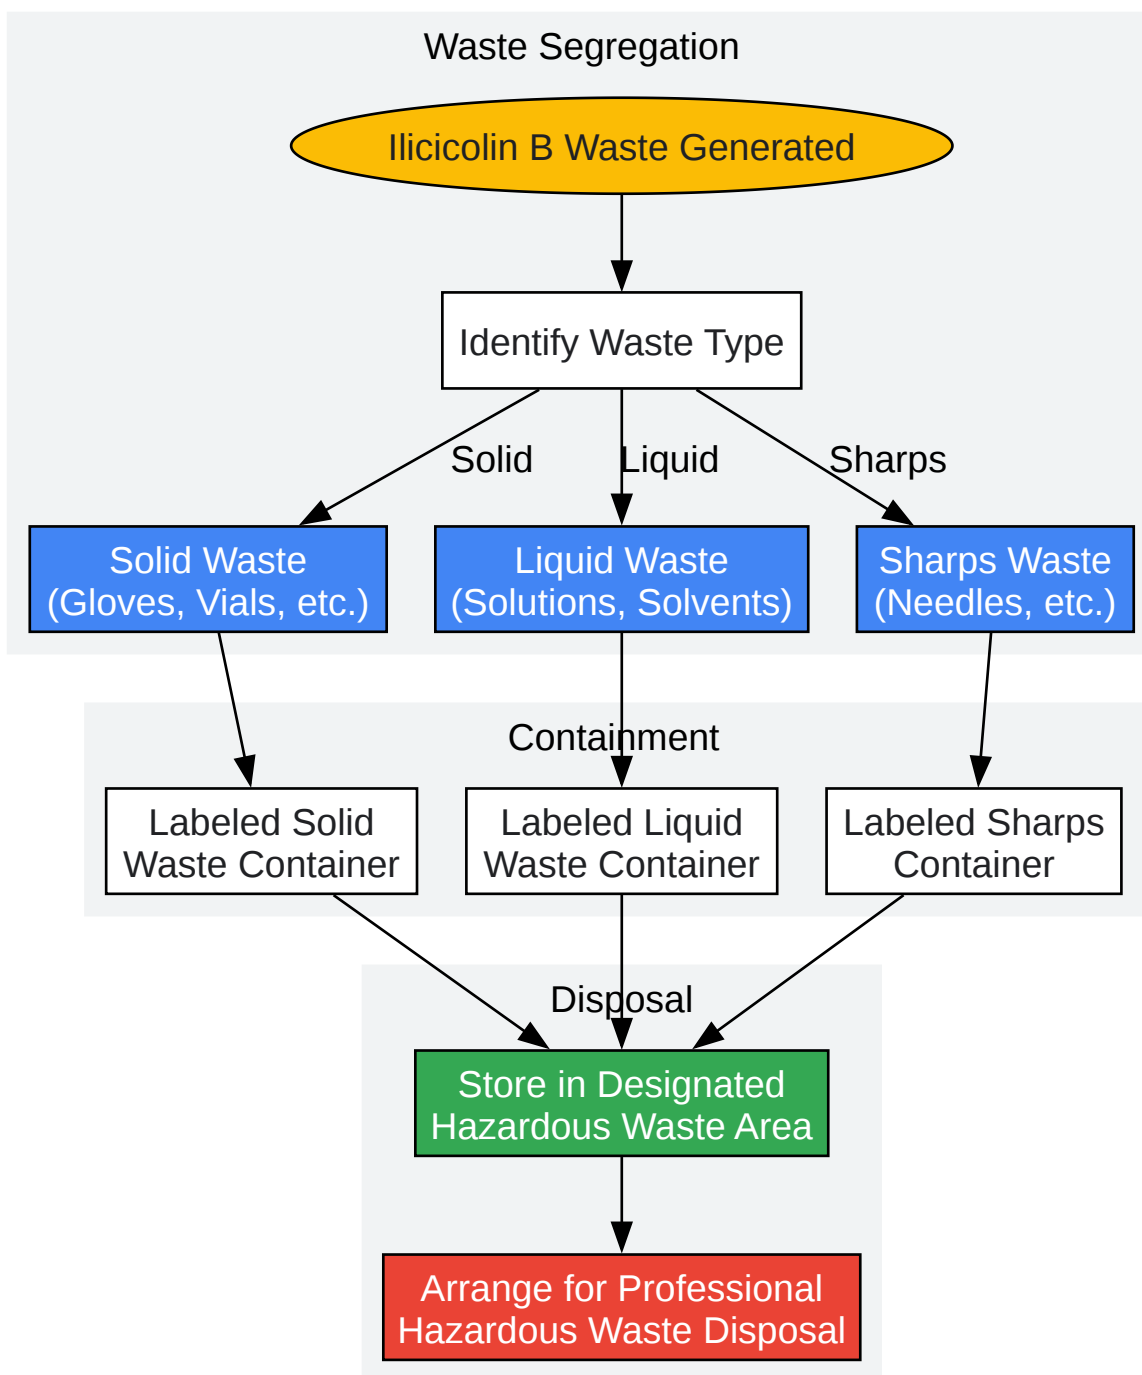 Waste Segregation
Ilicicolin B Waste Generated
Identify Waste Type
Solid
Liquid
Sharps
Solid Waste
(Gloves, Vials, etc.)
Liquid Waste
(Solutions, Solvents)
Sharps Waste
(Needles, etc.)
Containment
Labeled Solid
Waste Container
Labeled Liquid
Waste Container
Labeled Sharps
Container
Disposal
Store in Designated
Hazardous Waste Area
Arrange for Professional
Hazardous Waste Disposal